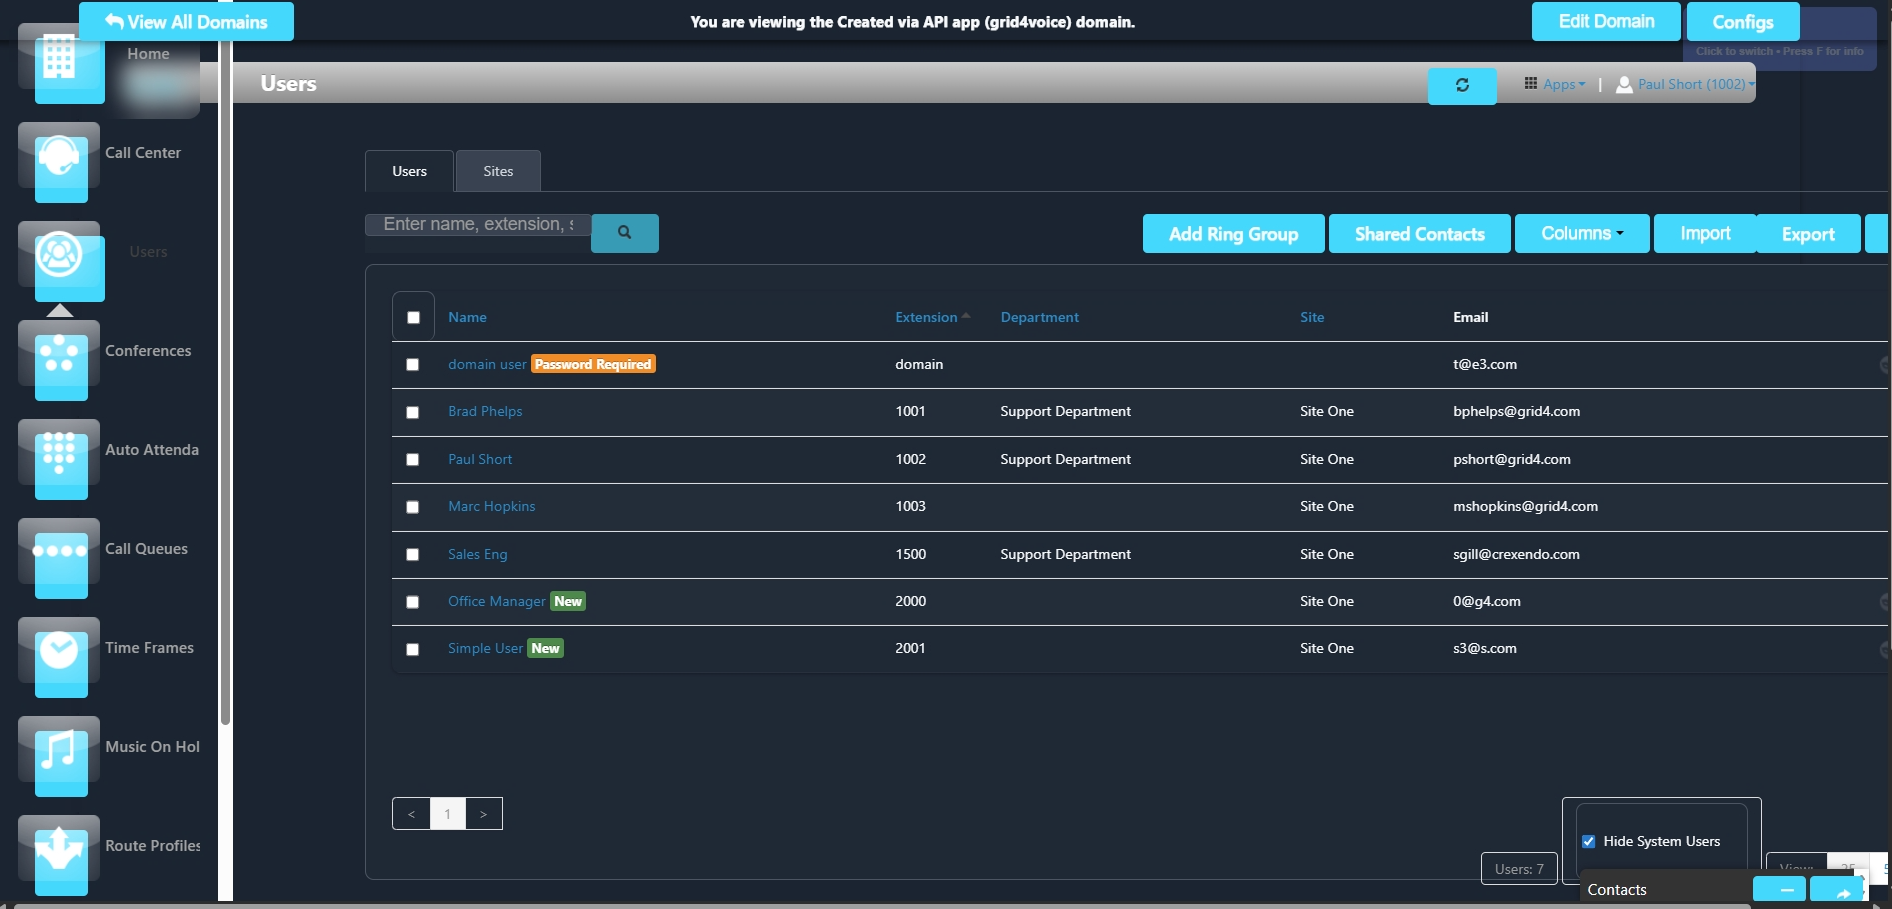 View All Domains
You are viewing the Created via API app (grid4voice) domain.
Edit Domain
Configs
Click to switch - Press F for info
Home
Users
Apps
|
Paul Short (1002)
Call Center
Users
Conferences
Auto Attenda
Call Queues
Time Frames
Music On Hol
Route Profiles
Users
Sites
Enter name, extension, s
Add Ring Group
Shared Contacts
Columns
Import
Export
Name
Extension
Department
Site
Email
domain user Password Required domain t@e3.com
Brad Phelps 1001 Support Department Site One bphelps@grid4.com
Paul Short 1002 Support Department Site One pshort@grid4.com
Marc Hopkins 1003 Site One mshopkins@grid4.com
Sales Eng 1500 Support Department Site One sgill@crexendo.com
Office Manager New 2000 Site One 0@g4.com
Simple User New 2001 Site One s3@s.com
< 1 >
Hide System Users
Users: 7
Contacts